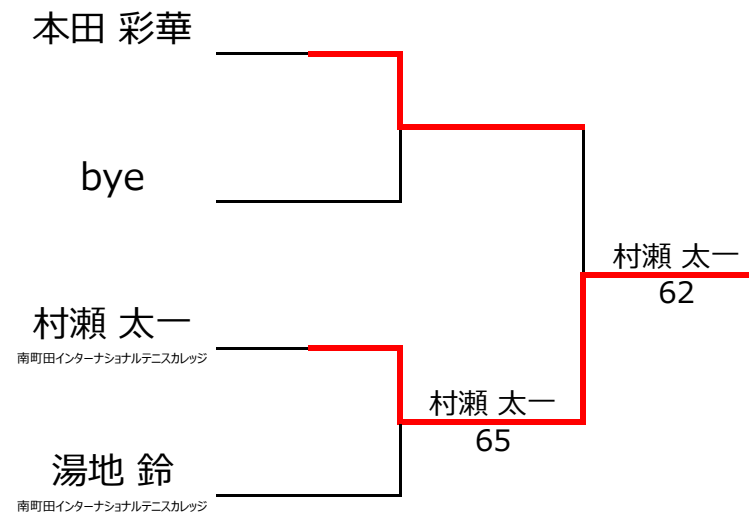 本田 彩華
bye
村瀬 太一
62
村瀬 太一
南町田インターナショナルテニスカレッジ
村瀬 太一
65
湯地 鈴
南町田インターナショナルテニスカレッジ